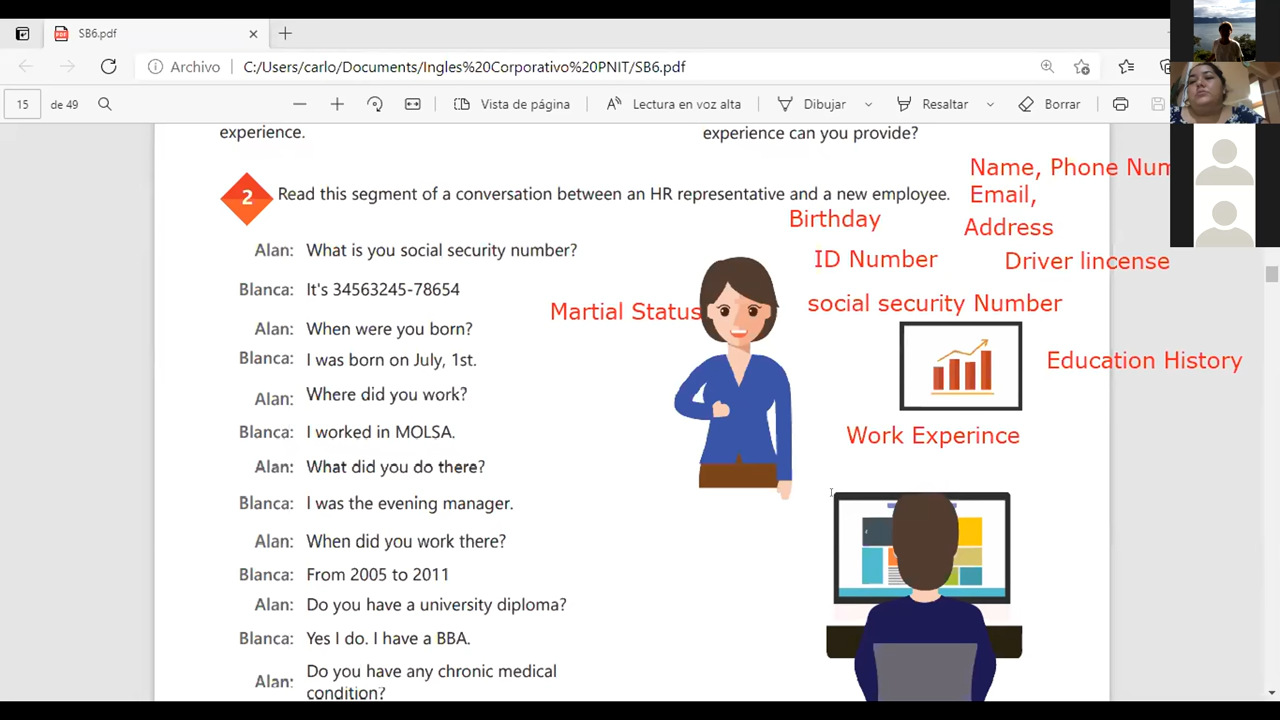 SB6.pdf
Archivo C:/Users/carlo/Documents/Ingles%20Corporativo%20PNIT/SB6.pdf
15 de 49 Vista de página Lectura en voz alta Dibujar Resaltar Borrar
experience. experience can you provide?
Name, Phone Num
2 Read this segment of a conversation between an HR representative and a new employee.
Email,
Birthday
Address
Alan: What is you social security number?
ID Number
Driver lincense
Blanca: It's 34563245-78654
social security Number
Martial Status
Alan: When were you born?
Blanca: I was born on July, 1st.
Education History
Alan: Where did you work?
Blanca: I worked in MOLSA.
Work Experince
Alan: What did you do there?
Blanca: I was the evening manager.
Alan: When did you work there?
Blanca: From 2005 to 2011
Alan: Do you have a university diploma?
Blanca: Yes I do. I have a BBA.
Alan: Do you have any chronic medical
condition?